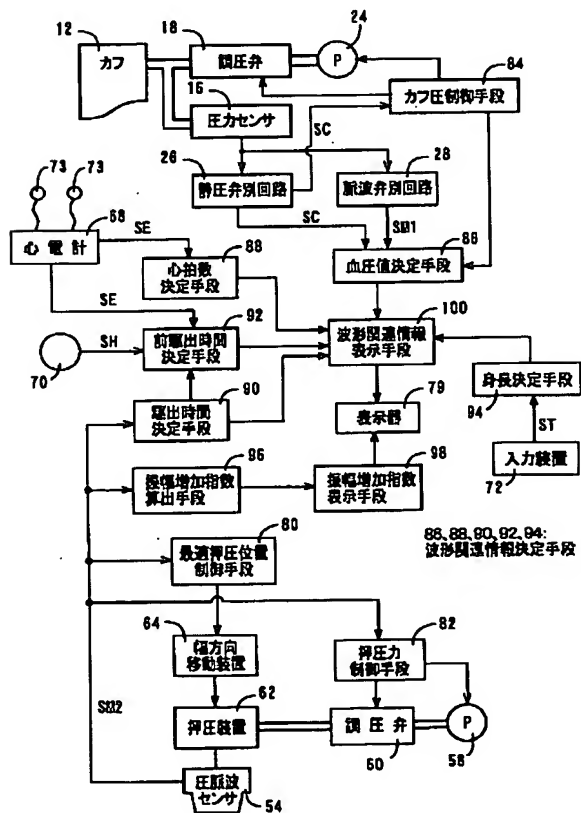 12
カフ
18
調圧弁
24
P
84
カフ圧制御手段
16
圧力センサ
SC
73
73
26
静圧弁別回路
28
脈波弁別回路
68
心電計
SE
SC
SM1
88
心拍数
決定手段
86
血圧値決定手段
SE
92
前駆出時間
決定手段
100
波形関連情報
表示手段
SH
70
90
駆出時間
決定手段
79
表示器
身長決定手段
94
ST
96
振幅増加指数
算出手段
98
振幅増加指数
表示手段
入力装置
72
80
最適押圧位置
制御手段
86、88、90、92、94:
波形関連情報決定手段
64
幅方向
移動装置
82
押圧力
制御手段
SM2
62
押圧装置
調圧弁
60
P
58
圧脈波
センサ
54